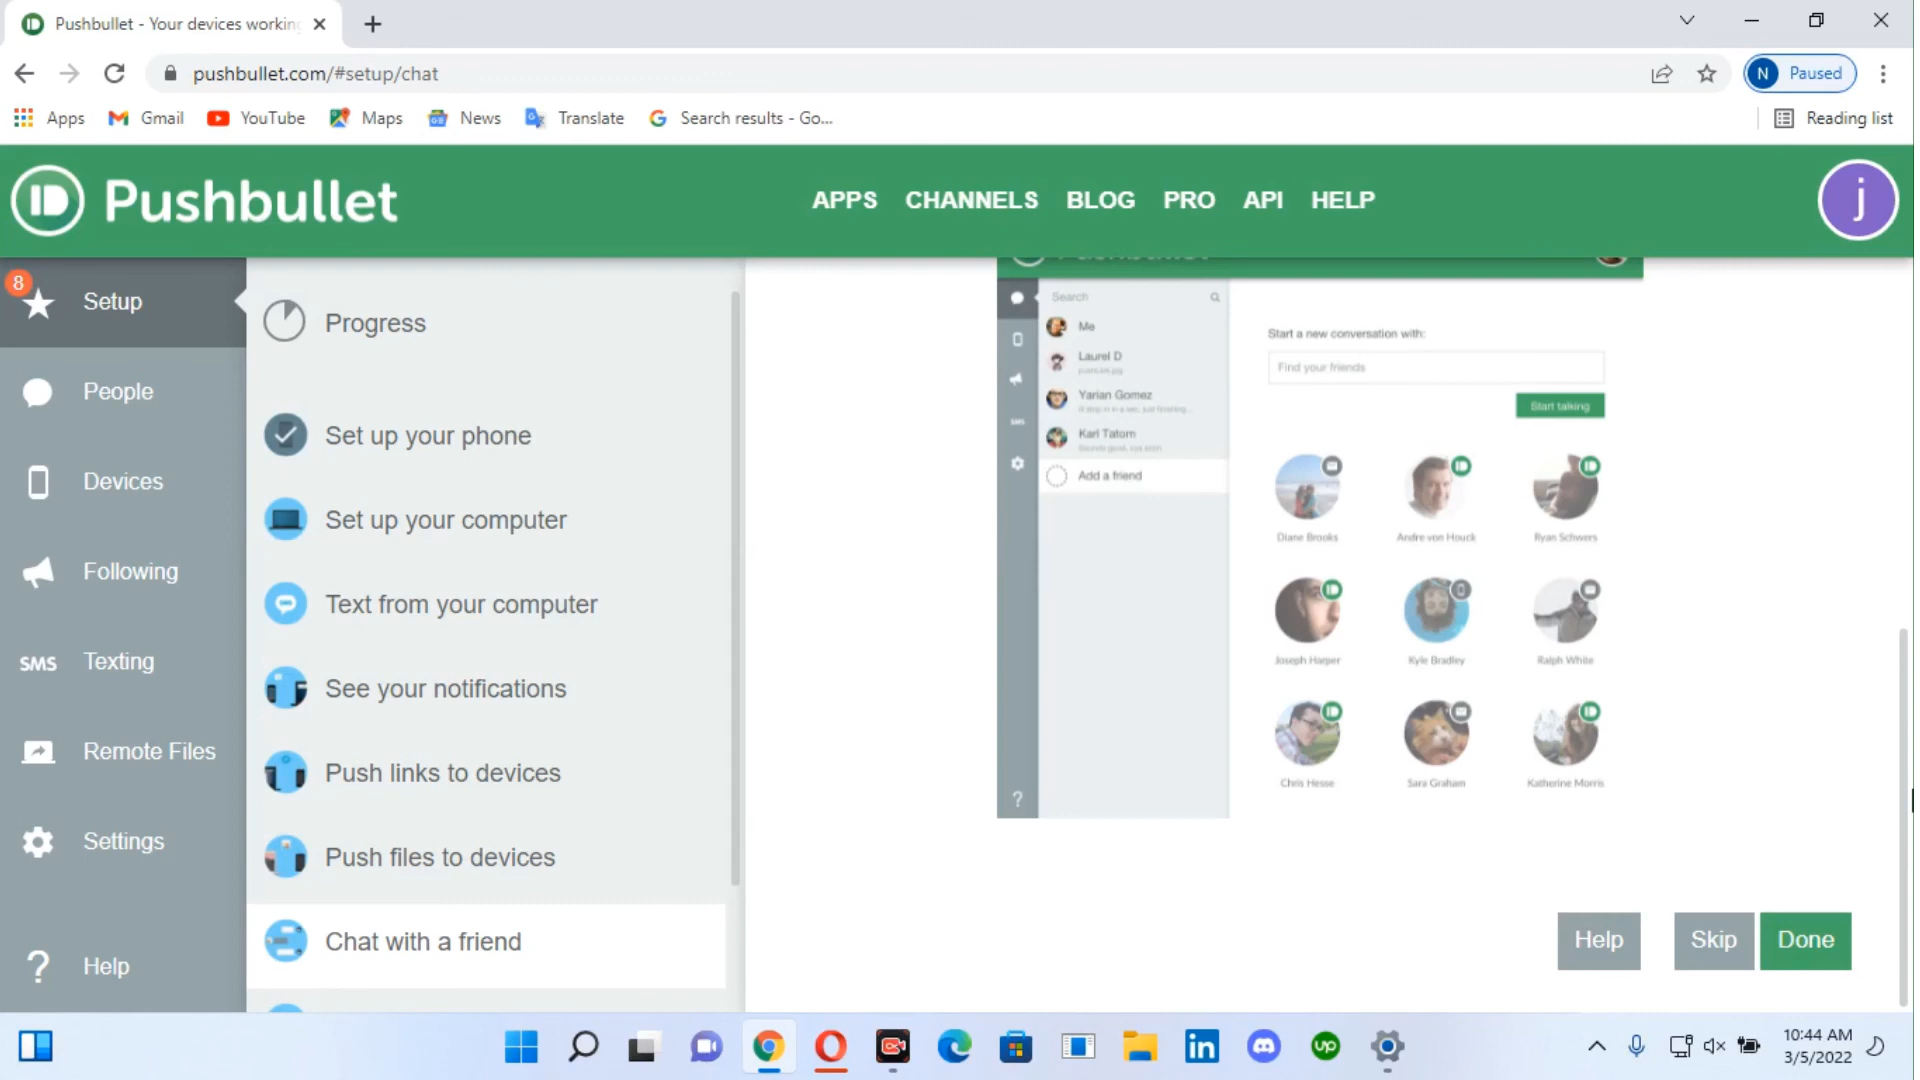 Pushbullet - Your devices working
pushbullet.com/#setup/chat
N Paused
Apps
Gmail
YouTube
Maps
News
Translate
Search results - Go...
Reading list
Pushbullet
APPS
CHANNELS
BLOG
PRO
API
HELP
j
8
Setup
People
Devices
Following
SMS
Texting
Remote Files
Settings
? Help
Progress
Set up your phone
Set up your computer
Text from your computer
See your notifications
Push links to devices
Push files to devices
Chat with a friend
Search
Me
Laurel D
Yarian Gomez
Karl Tatom
Add a friend
SMS
?
Start a new conversation with:
Find your friends
Start talking
Diane Brooks
Andre von Houck
Ryan Schwers
Joseph Harper
Kyle Bradley
Ralph White
Chris Hesse
Sara Graham
Katherine Morris
Help
Skip
Done
in
up
10:44 AM
3/5/2022